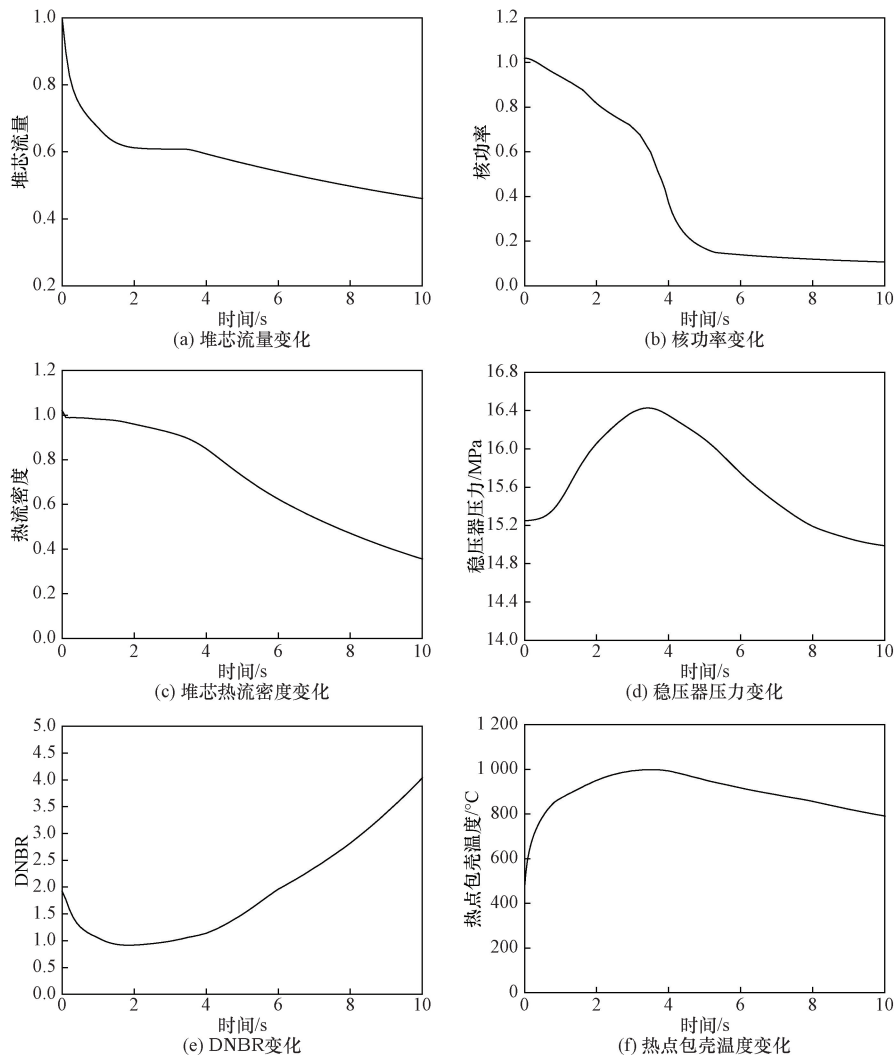 1.0
0.8
0.6
0.4
0.2
堆芯流量
0 2 4 6 8 10
时间/s
(a) 堆芯流量变化
1.2
1.0
0.8
0.6
0.4
0.2
0.0
核功率
0 2 4 6 8 10
时间/s
(b) 核功率变化
1.2
1.0
0.8
0.6
0.4
0.2
0.0
热流密度
0 2 4 6 8 10
时间/s
(c) 堆芯热流密度变化
16.8
16.4
16.0
15.6
15.2
14.8
14.4
14.0
稳压器压力/MPa
0 2 4 6 8 10
时间/s
(d) 稳压器压力变化
5.0
4.5
4.0
3.5
3.0
2.5
2.0
1.5
1.0
0.5
0.0
DNBR
0 2 4 6 8 10
时间/s
(e) DNBR变化
1 200
1 000
800
600
400
200
0
热点包壳温度/°C
0 2 4 6 8 10
时间/s
(f) 热点包壳温度变化